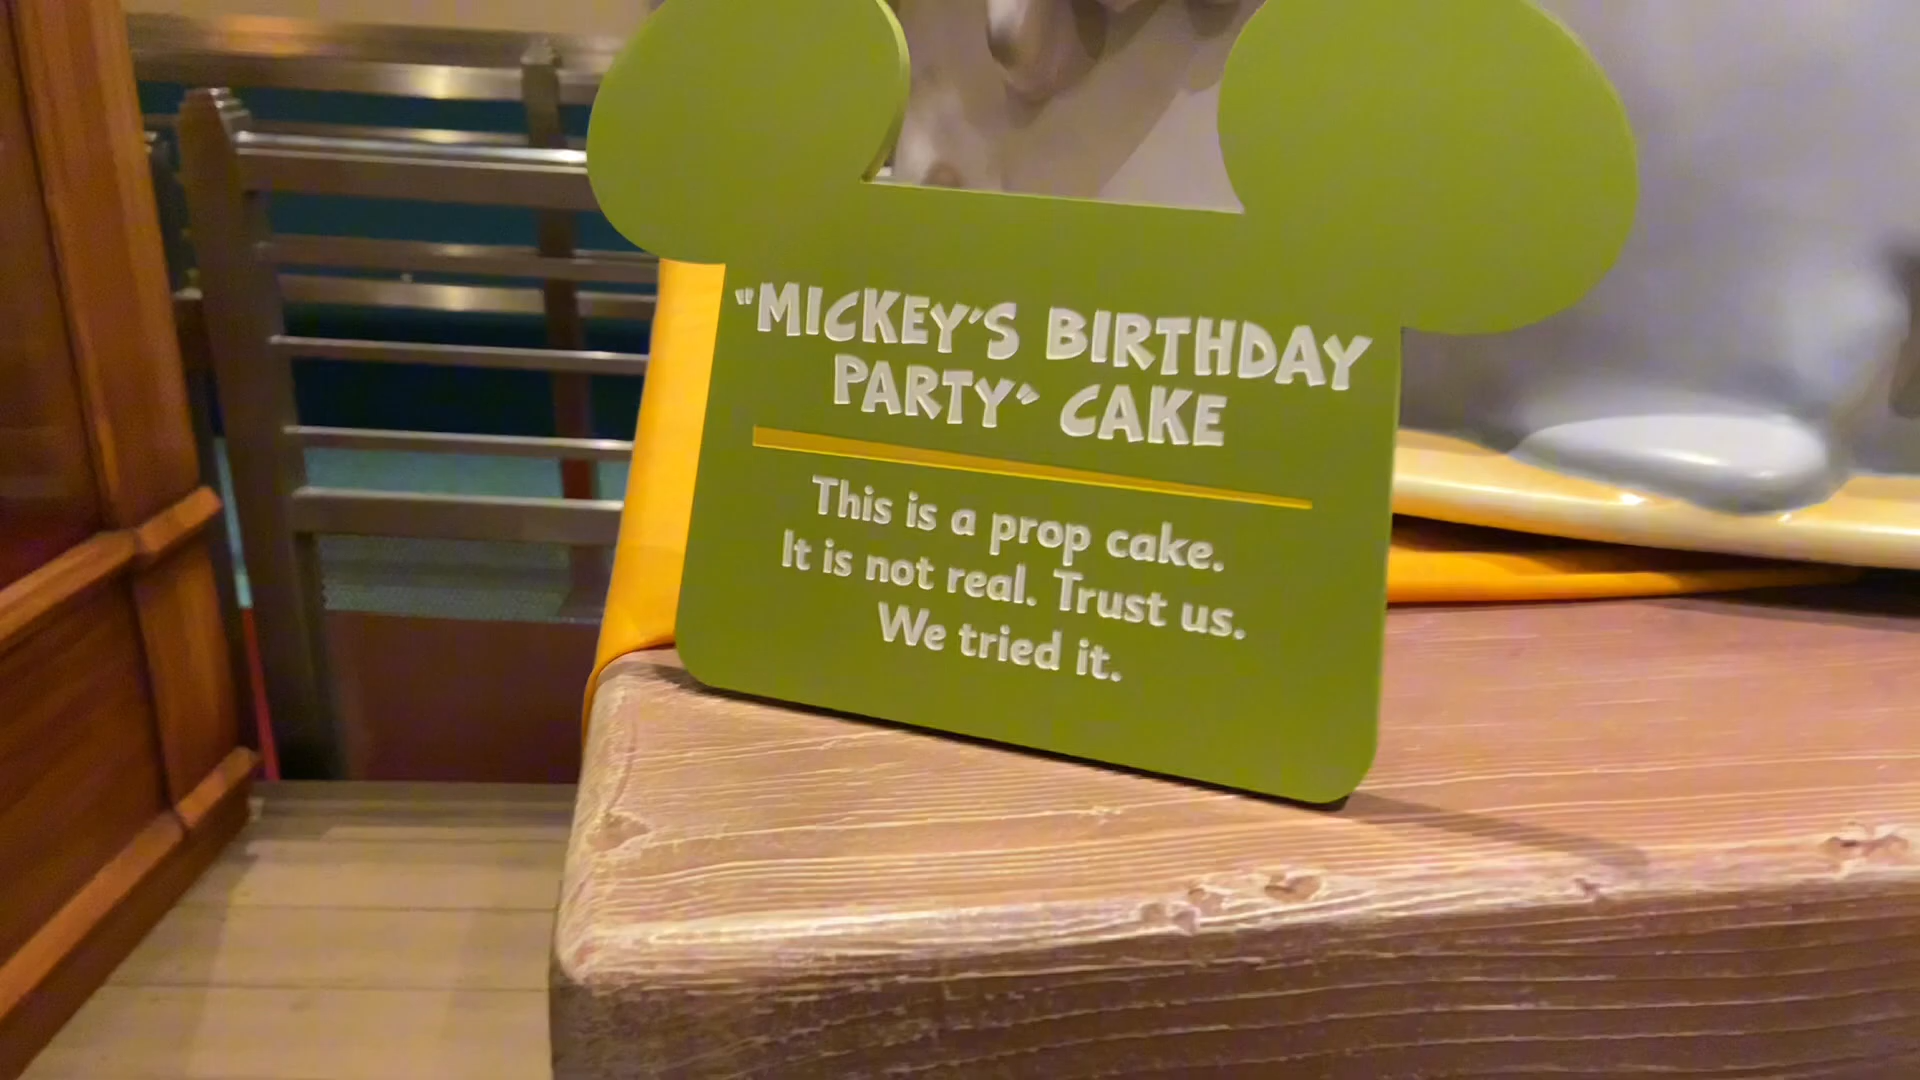 "MICKEY'S BIRTHDAY
PARTY" CAKE
This is a prop cake.
It is not real. Trust us.
We tried it.